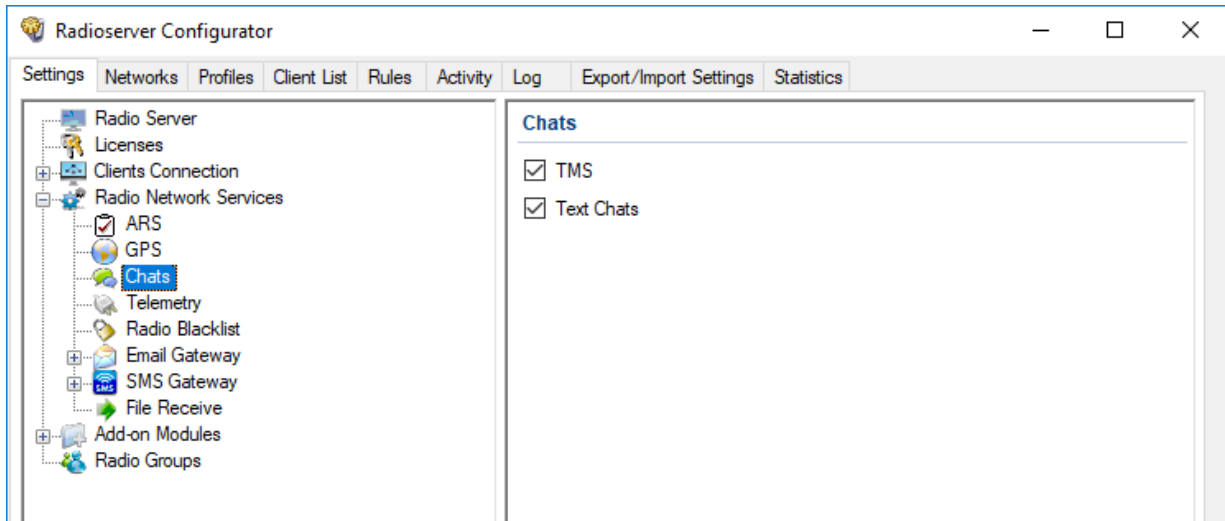 Radioserver Configurator
Settings Networks Profiles Client List Rules Activity Log Export/Import Settings Statistics
Radio Server
Licenses
Clients Connection
Radio Network Services
ARS
GPS
Chats
Telemetry
Radio Blacklist
Email Gateway
SMS
SMS Gateway
File Receive
Add-on Modules
Radio Groups
Chats
TMS
Text Chats